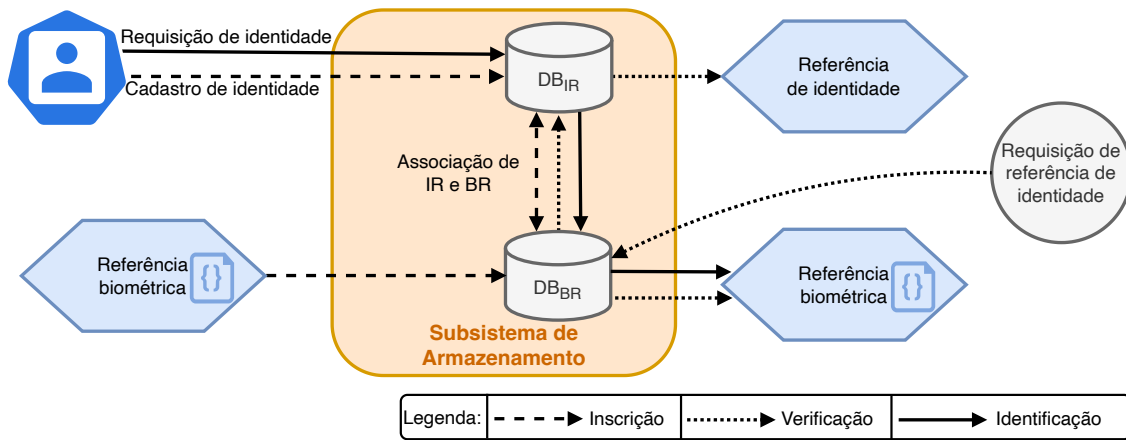 Requisição de identidade
Cadastro de identidade
DBIR
Referência
de identidade
Associação de
IR e BR
Requisição de
referência de
identidade
Referência
biométrica
{}
DBBR
Referência
biométrica
{}
Subsistema de
Armazenamento
Legenda:
Inscrição
Verificação
Identificação